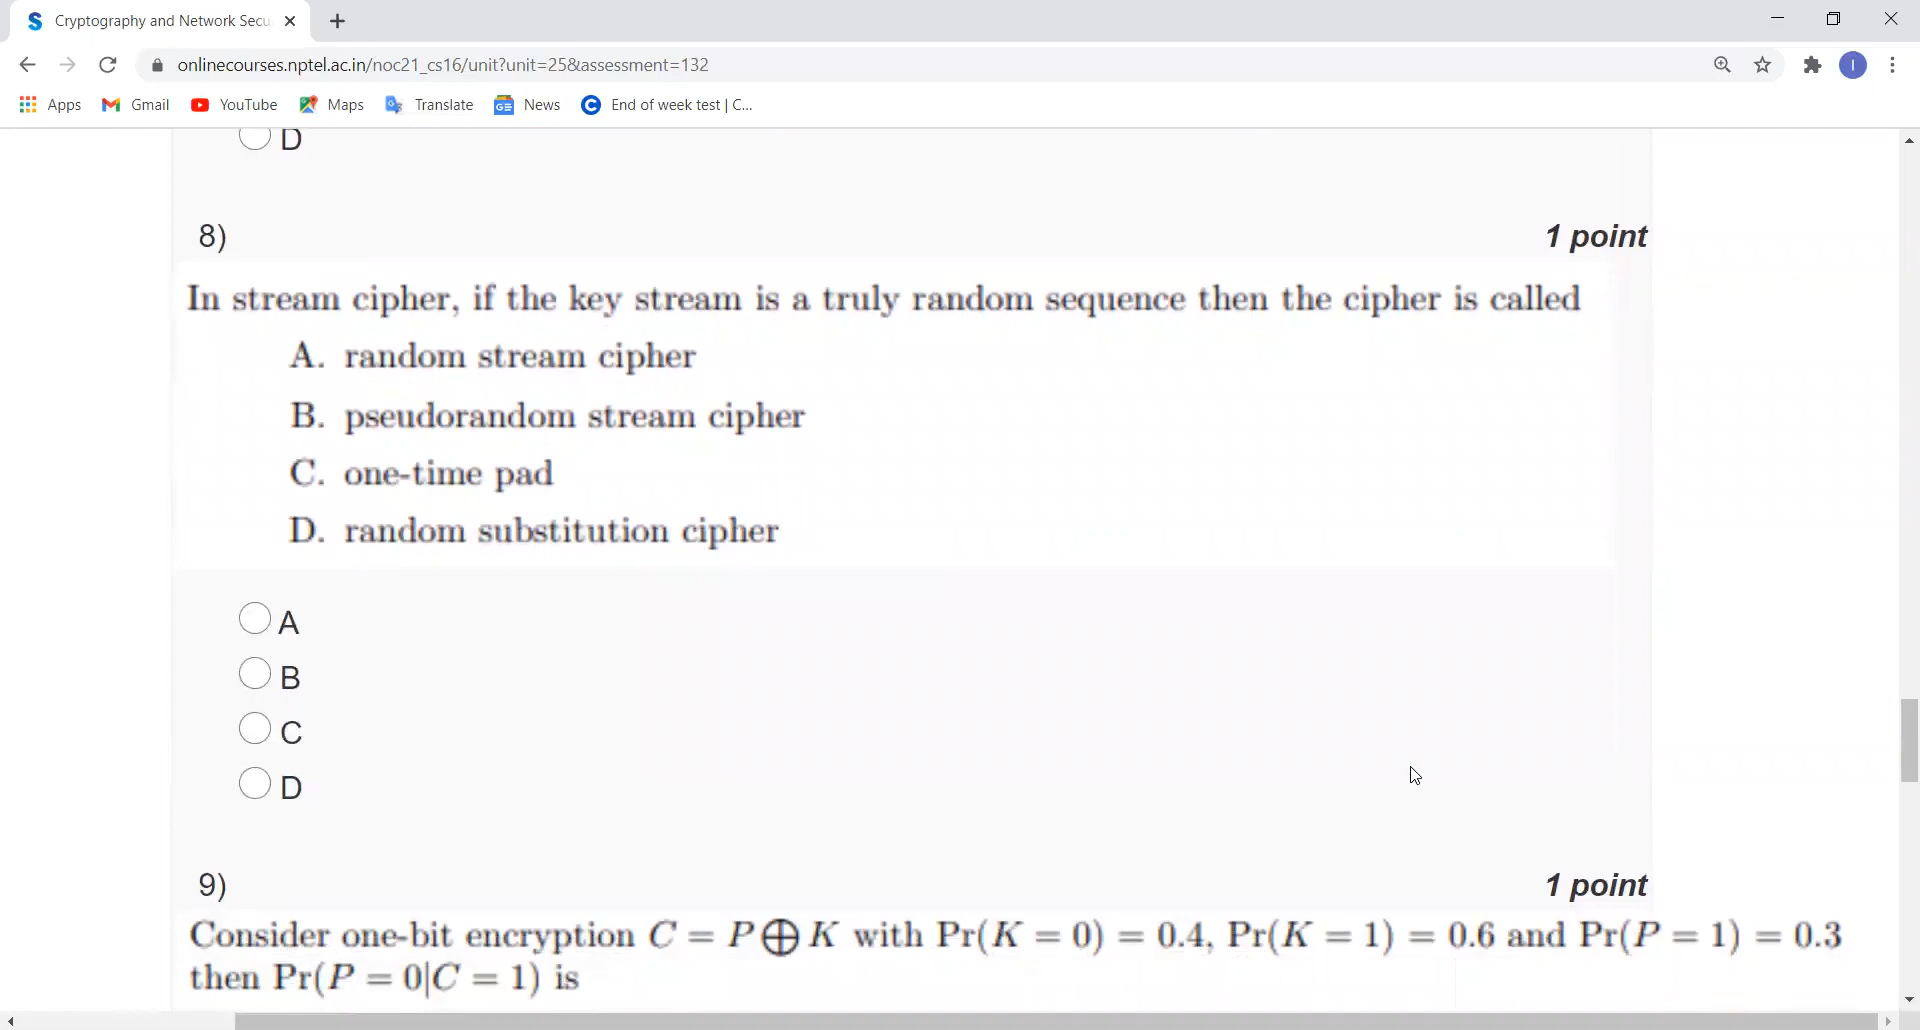 Cryptography and Network Secu
onlinecourses.nptel.ac.in/noc21_cs16/unit?unit=25&assessment=132
I
Apps Gmail YouTube Maps Translate News End of week test | C...
D
8) 1 point
In stream cipher, if the key stream is a truly random sequence then the cipher is called
A. random stream cipher
B. pseudorandom stream cipher
C. one-time pad
D. random substitution cipher
A
B
C
D
9) 1 point
Consider one-bit encryption C = P ⊕ K with Pr(K = 0) = 0.4, Pr(K = 1) = 0.6 and Pr(P = 1) = 0.3
then Pr(P = 0|C = 1) is